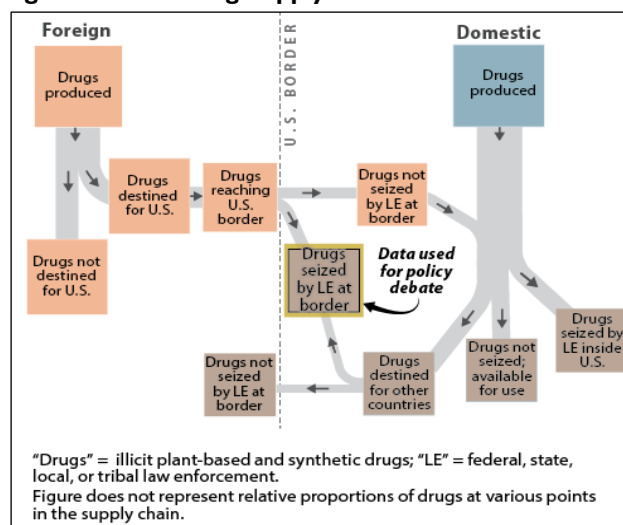 Foreign
Domestic
U.S. BORDER
Drugs
produced
Drugs
produced
Drugs
destined
for U.S.
Drugs
reaching
U.S.
border
Drugs not
seized
by LE at
border
Drugs not
destined
for U.S.
Drugs
seized
by LE at
border
Data used
for policy
debate
Drugs not
seized
by LE at
border
Drugs
destined
for other
countries
Drugs not
seized;
available
for use
Drugs
seized by
LE inside
U.S.
“Drugs” = illicit plant-based and synthetic drugs; “LE” = federal, state,
local, or tribal law enforcement.
Figure does not represent relative proportions of drugs at various points
in the supply chain.